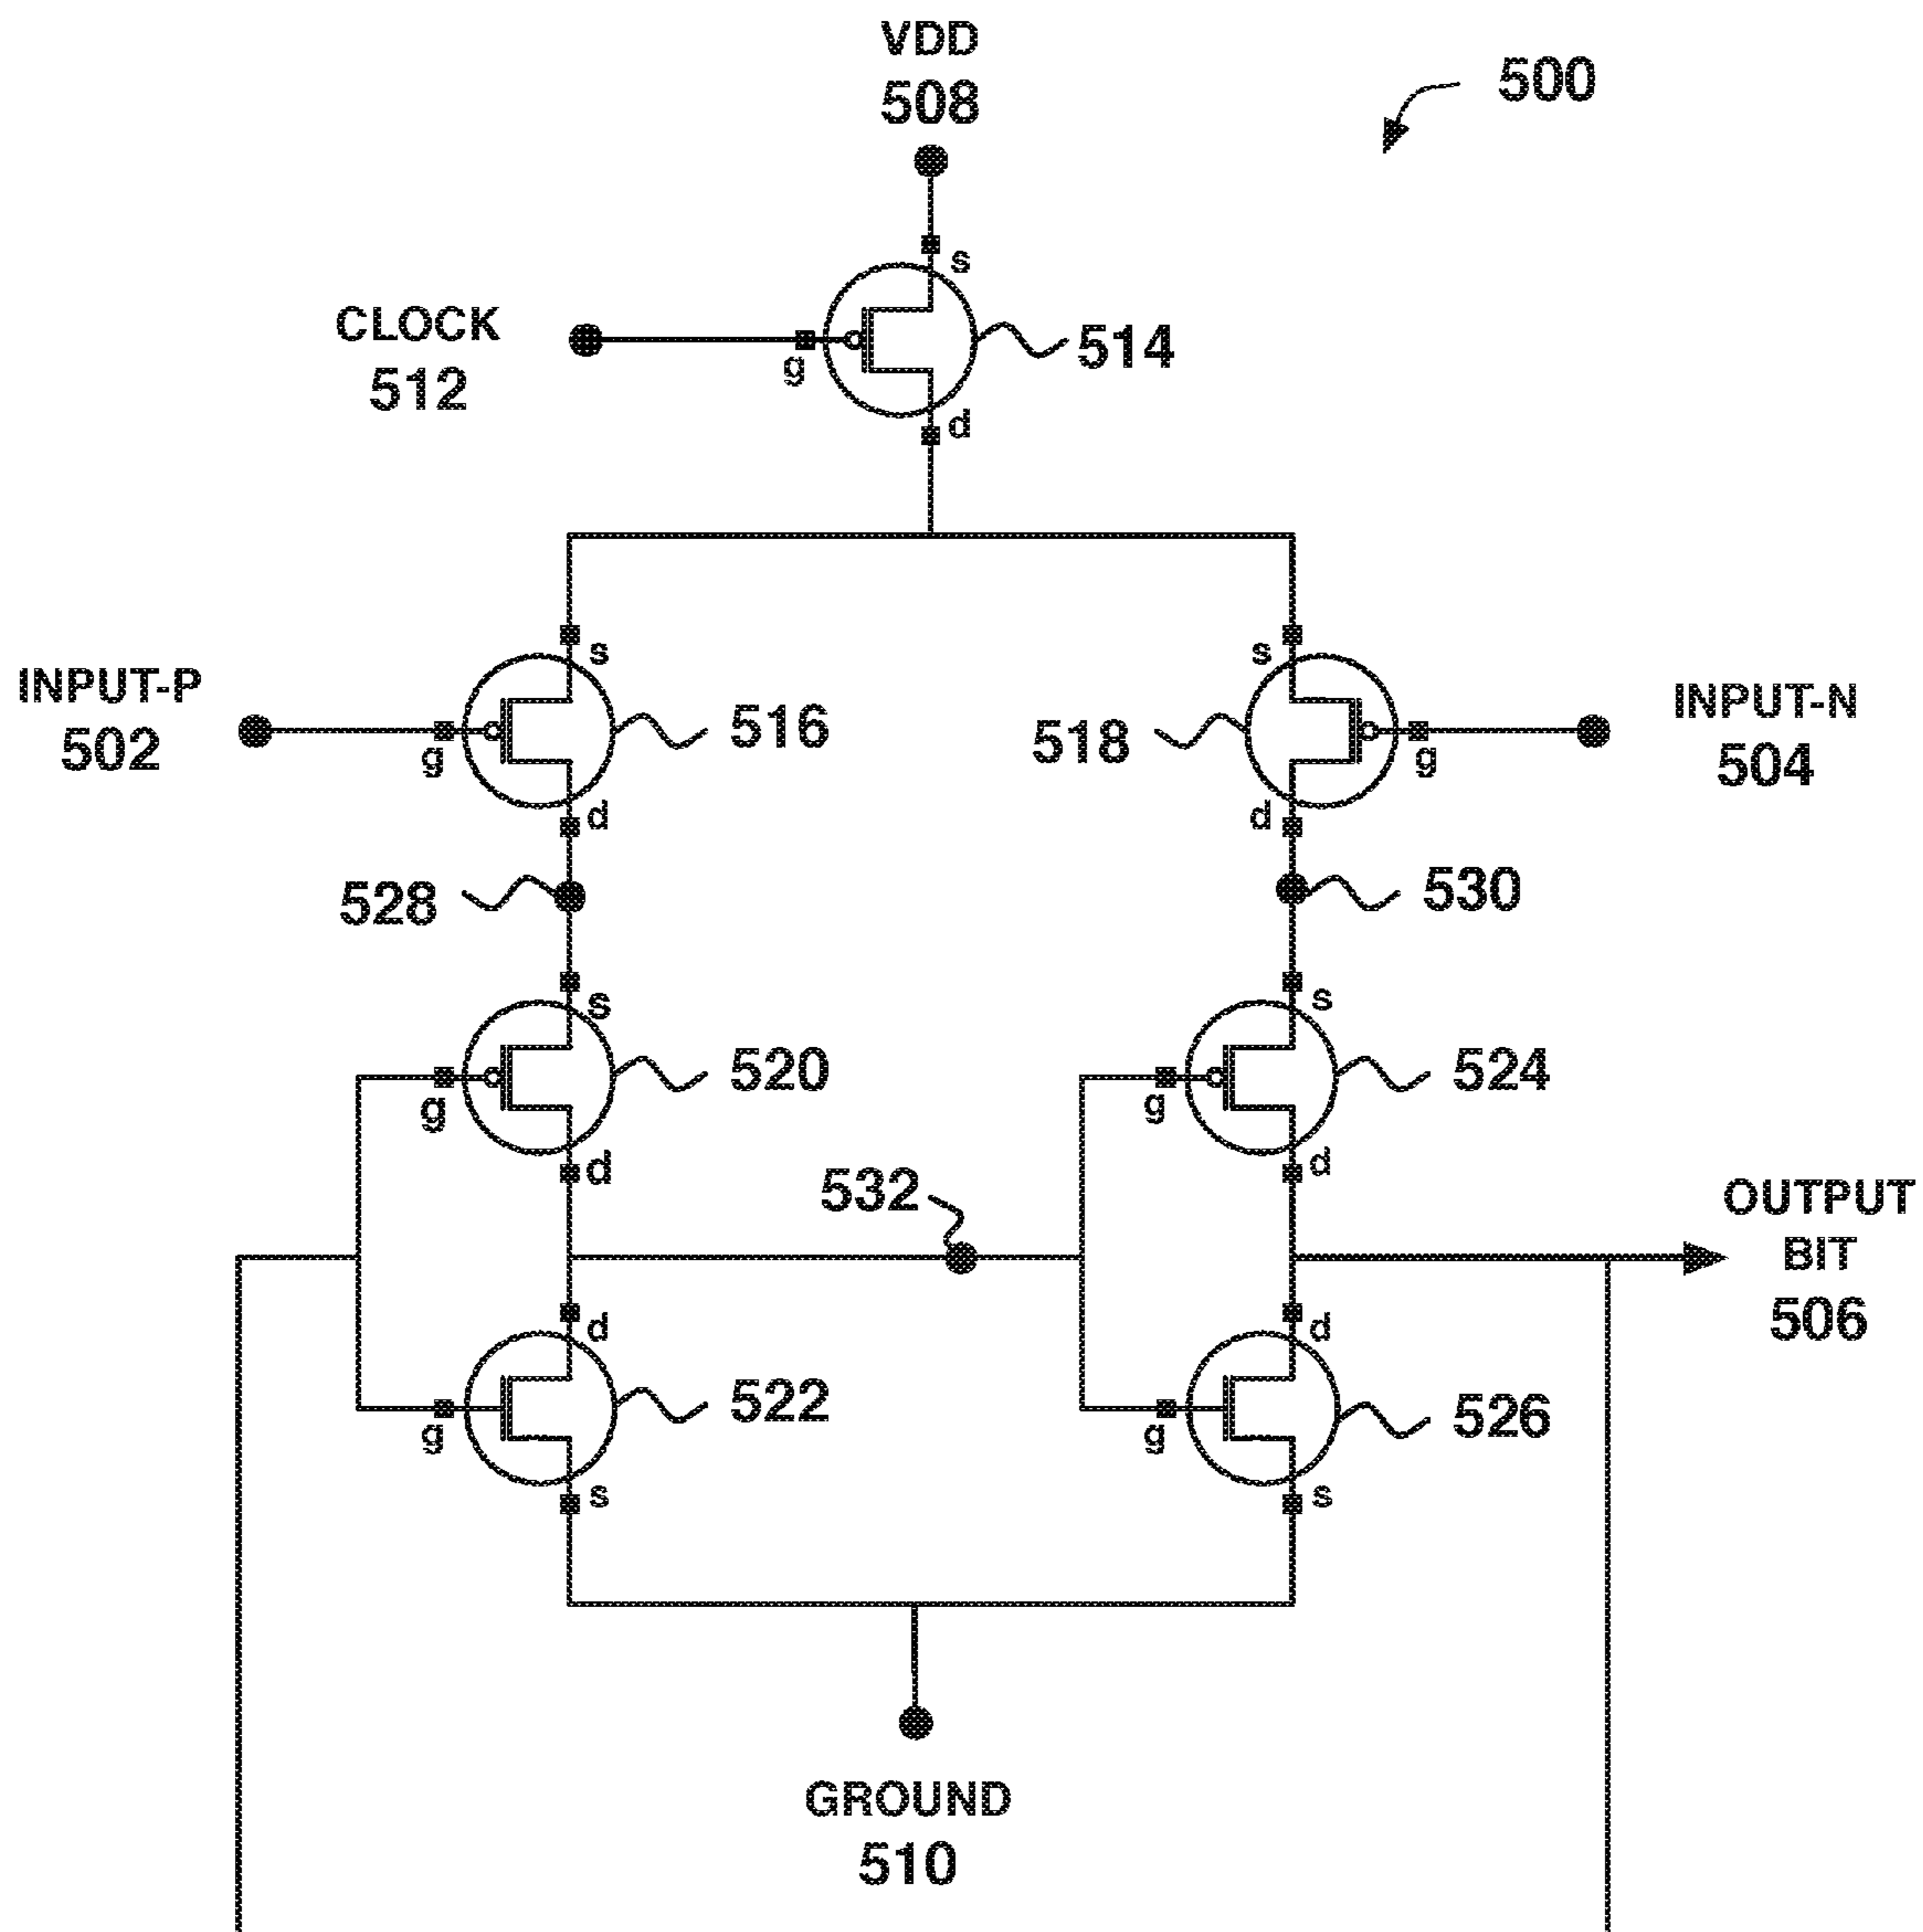 VDD
508
500
s
CLOCK
512
g
514
d
s
s
INPUT-P
502
g
516
518
g
INPUT-N
504
d
d
528
530
s
s
520
524
g
g
d
d
532
OUTPUT
BIT
506
d
d
522
526
g
g
s
s
GROUND
510